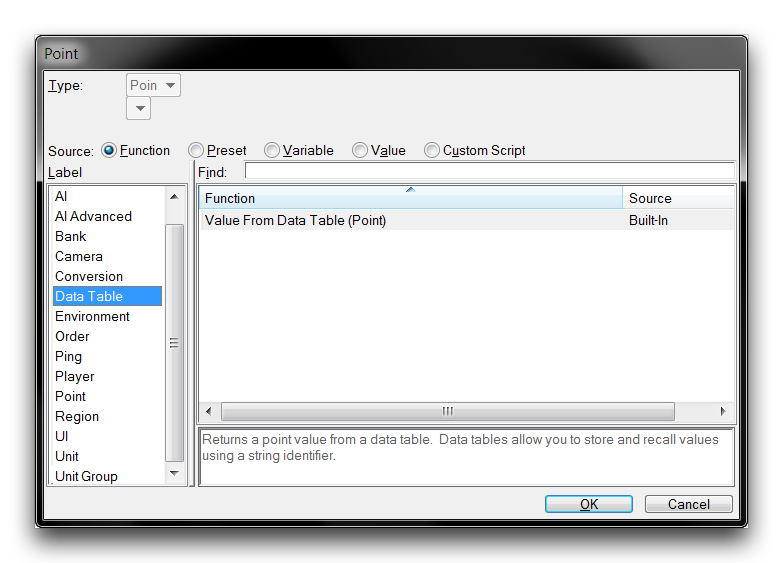 Point
Type:
Poin
Source: Function Preset Variable Value Custom Script
Label
Find:
AI
AI Advanced
Bank
Camera
Conversion
Data Table
Environment
Order
Ping
Player
Point
Region
UI
Unit
Unit Group
Function Source
Value From Data Table (Point) Built-In
Returns a point value from a data table. Data tables allow you to store and recall values
using a string identifier.
OK Cancel